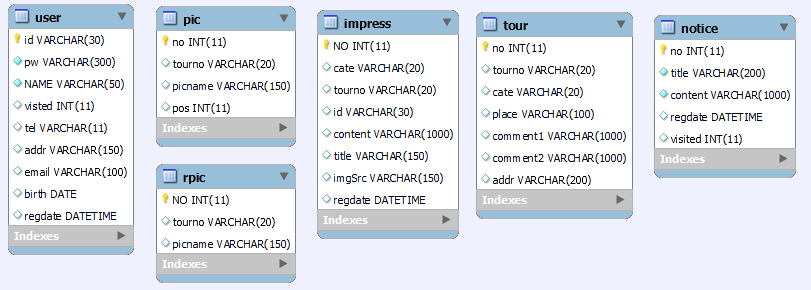 user
id VARCHAR(30)
pw VARCHAR(300)
NAME VARCHAR(50)
visted INT(11)
tel VARCHAR(11)
addr VARCHAR(150)
email VARCHAR(100)
birth DATE
regdate DATETIME
Indexes
pic
no INT(11)
tourno VARCHAR(20)
picname VARCHAR(150)
pos INT(11)
Indexes
rpic
NO INT(11)
tourno VARCHAR(20)
picname VARCHAR(150)
Indexes
impress
NO INT(11)
cate VARCHAR(20)
tourno VARCHAR(20)
id VARCHAR(30)
content VARCHAR(1000)
title VARCHAR(150)
imgSrc VARCHAR(150)
regdate DATETIME
Indexes
tour
no INT(11)
tourno VARCHAR(20)
cate VARCHAR(20)
place VARCHAR(100)
comment1 VARCHAR(1000)
comment2 VARCHAR(1000)
addr VARCHAR(200)
Indexes
notice
no INT(11)
title VARCHAR(200)
content VARCHAR(1000)
regdate DATETIME
visited INT(11)
Indexes